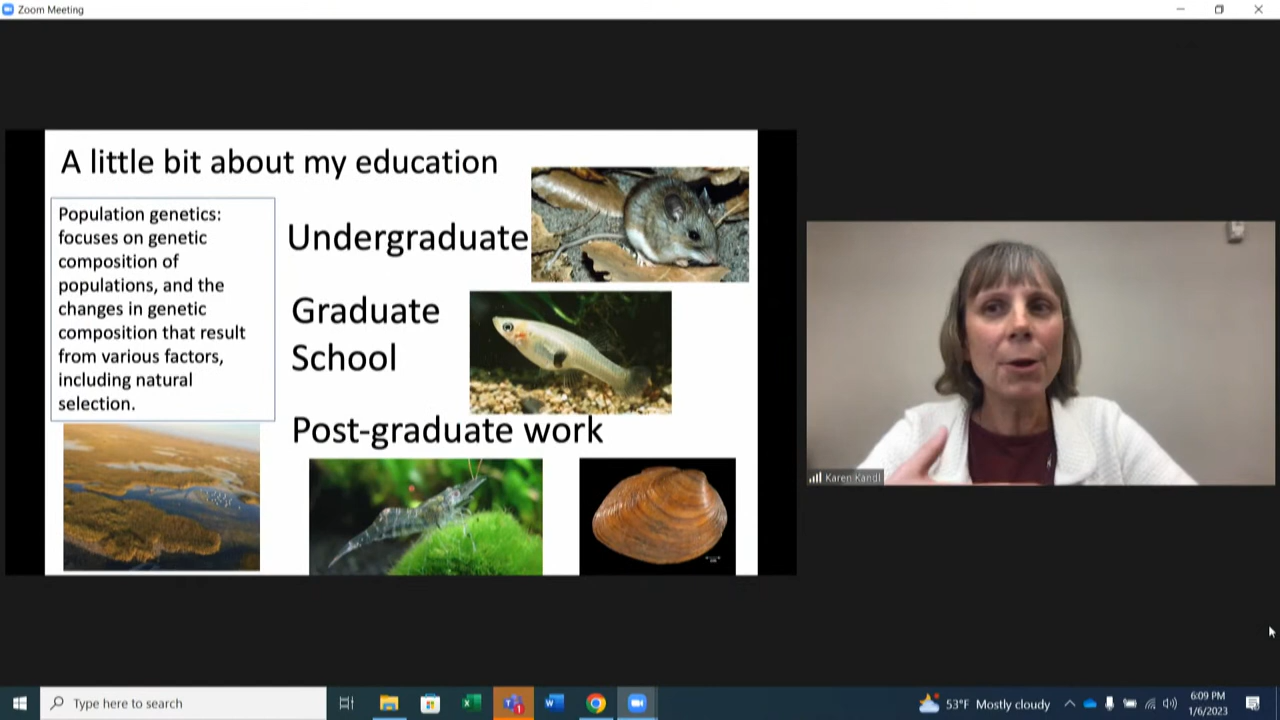 Zoom Meeting
A little bit about my education
Population genetics:
focuses on genetic
composition of
populations, and the
changes in genetic
composition that result
from various factors,
including natural
selection.
Undergraduate
Graduate
School
Post-graduate work
Karen Kandl
Type here to search
1
53°F Mostly cloudy
6:09 PM
1/6/2023